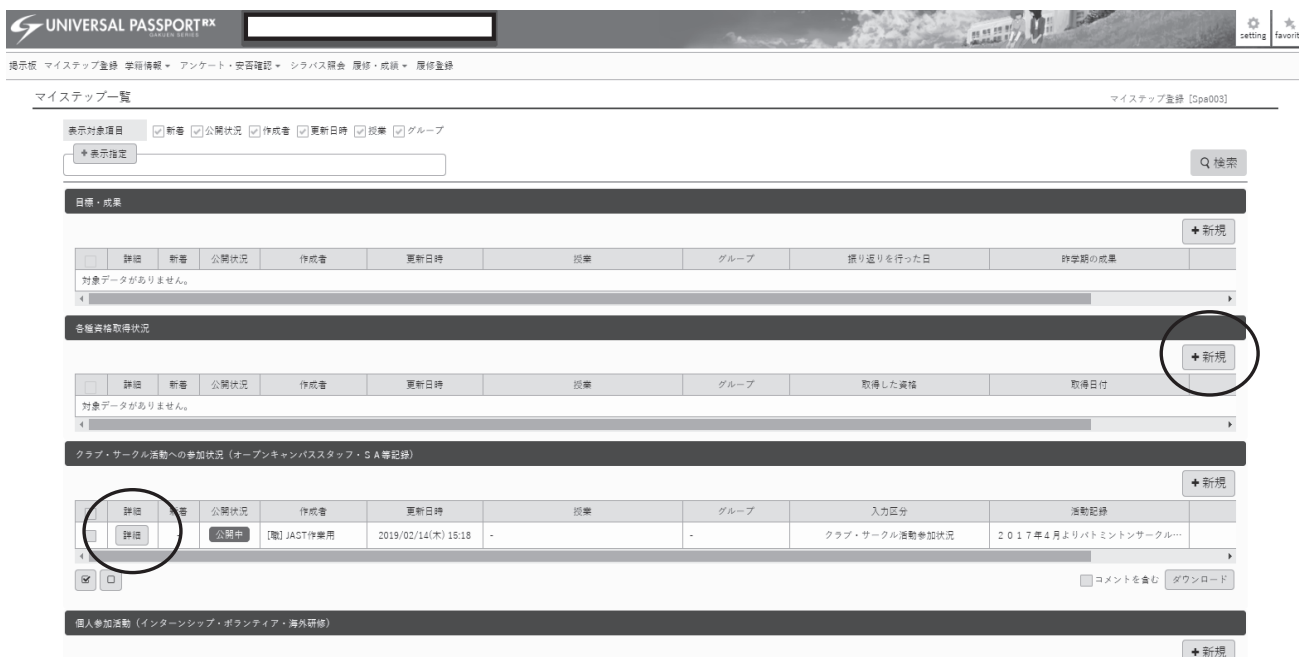 UNIVERSAL PASSPORT RX
GAKUEN SERIES
setting
favorit
掲示板 マイステップ登録 学籍情報 アンケート・安否確認 シラバス照会 履修・成績 履修登録
マイステップ一覧
マイステップ登録 [Spa003]
表示対象項目 新着 公開状況 作成者 更新日時 授業 グループ
+表示指定
検索
目標・成果
+新規
詳細 新着 公開状況 作成者 更新日時 授業 グループ 振り返りを行った日 昨学期の成果
対象データがありません。
各種資格取得状況
+新規
詳細 新着 公開状況 作成者 更新日時 授業 グループ 取得した資格 取得日付
対象データがありません。
クラブ・サークル活動への参加状況（オープンキャンパススタッフ・ＳＡ等記録）
+新規
詳細 新着 公開状況 作成者 更新日時 授業 グループ 入力区分 活動記録
詳細 - 公開中 [職] JAST作業用 2019/02/14(木) 15:18 - - クラブ・サークル活動参加状況 ２０１７年４月よりバトミントンサークル…
コメントを含む ダウンロード
個人参加活動（インターンシップ・ボランティア・海外研修）
+新規